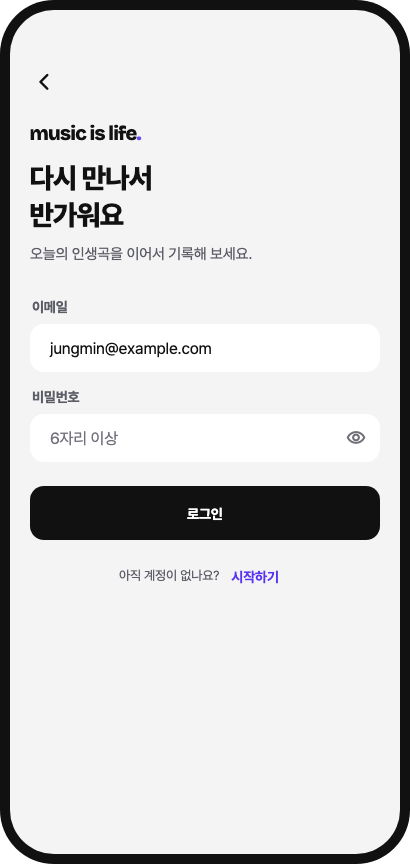 music is life.
다시 만나서
반가워요
오늘의 인생곡을 이어서 기록해 보세요.
이메일
jungmin@example.com
비밀번호
6자리 이상
로그인
아직 계정이 없나요? 시작하기